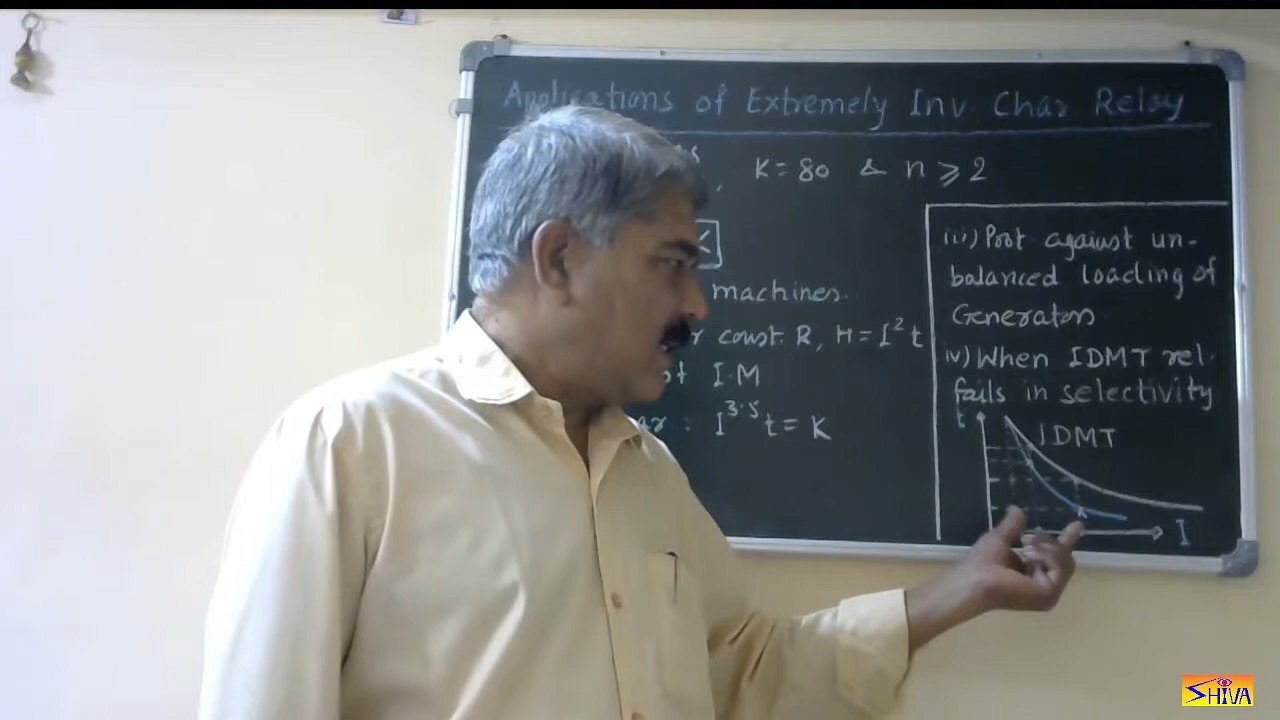 Applications of Extremely Inv Char Relay
K = 80 & n ⩾ 2
machines.
const. R, H = I²t
I.M
: I³·⁵t = K
iii) Prot against un-
balanced loading of
Generators
iv) When IDMT rel.
fails in selectivity
t
IDMT
I
SHIVA